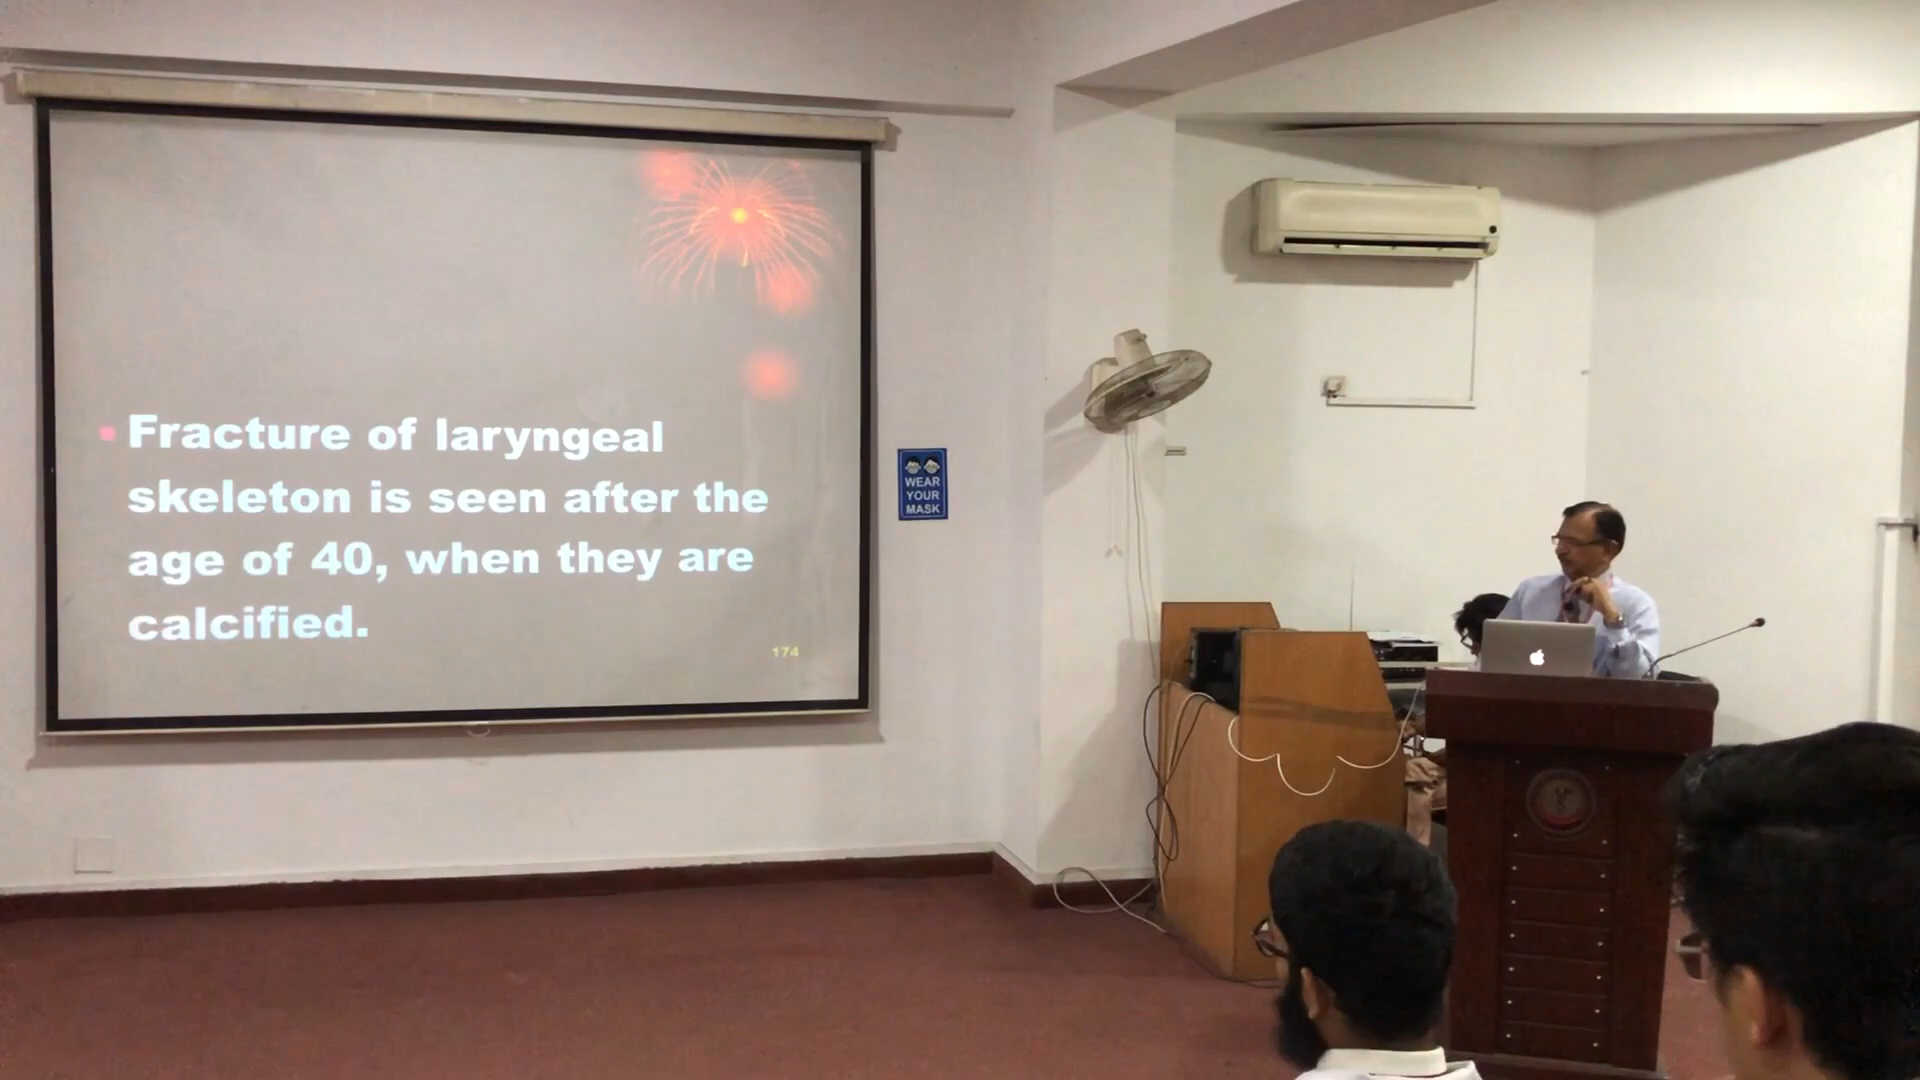 Fracture of laryngeal
skeleton is seen after the
age of 40, when they are
calcified.
174
WEAR
YOUR
MASK